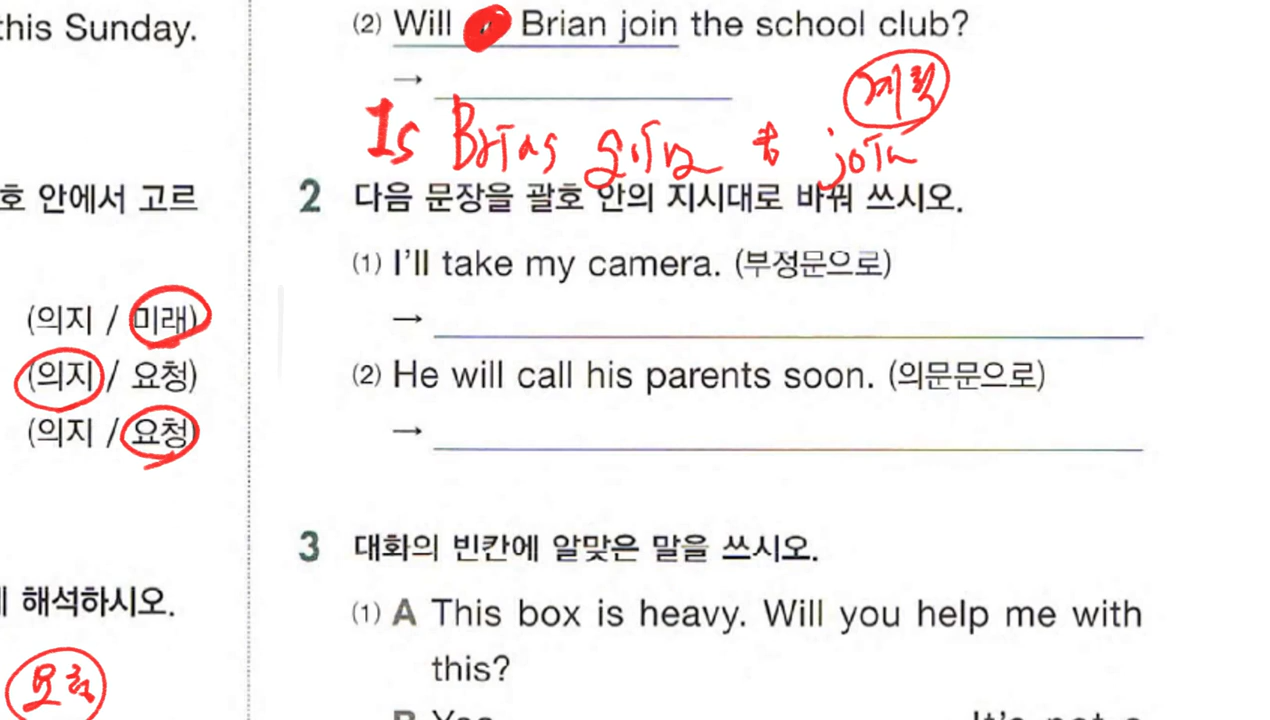 this Sunday.
호 안에서 고르
(의지 / 미래)
(의지 / 요청)
(의지 / 요청)
해석하시오.
요청
(2) Will Brian join the school club?
→
계획
Is Brian going to join
2 다음 문장을 괄호 안의 지시대로 바꿔 쓰시오.
(1) I'll take my camera. (부정문으로)
→
(2) He will call his parents soon. (의문문으로)
→
3 대화의 빈칸에 알맞은 말을 쓰시오.
(1) A This box is heavy. Will you help me with
this?
B Yes It's not a